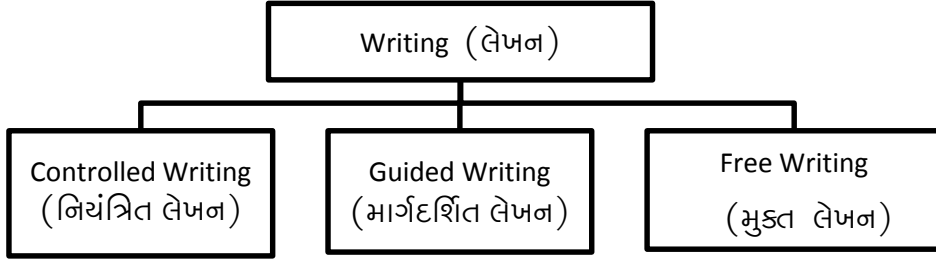 Writing (લેખન)
Controlled Writing
(નિયંત્રિત લેખન)
Guided Writing
(માર્ગદર્શિત લેખન)
Free Writing
(મુક્ત લેખન)